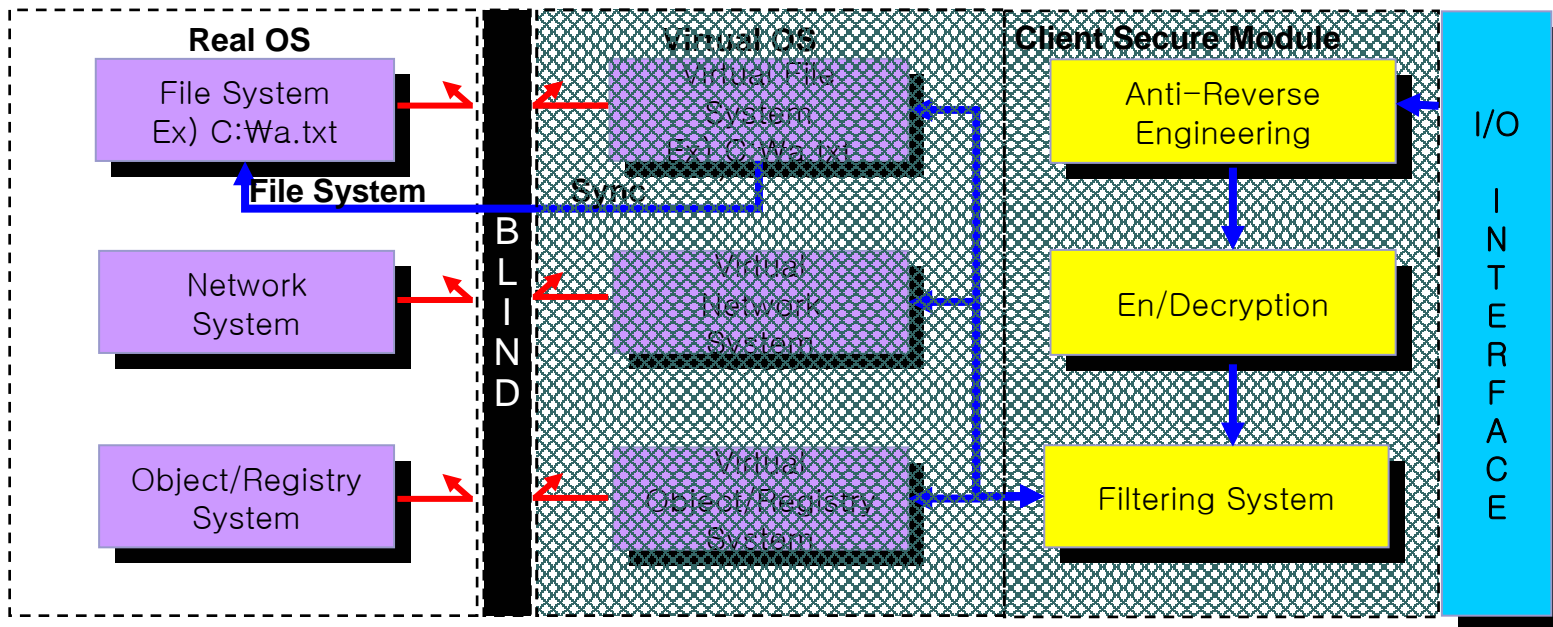 Real OS
File System
Ex) C:₩a.txt
File System
Network
System
Object/Registry
System
B
L
I
N
D
Virtual OS
Virtual File
System
Ex) C:₩a.txt
Sync
Virtual
Network
System
Virtual
Object/Registry
System
Client Secure Module
Anti-Reverse
Engineering
En/Decryption
Filtering System
I/O
I
N
T
E
R
F
A
C
E